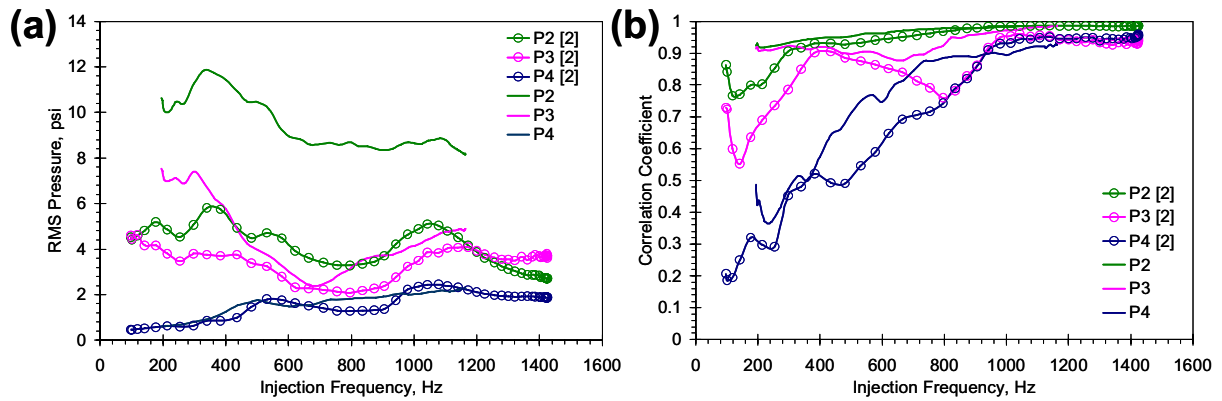 (a)
RMS Pressure, psi
14
12
10
8
6
4
2
0
0 200 400 600 800 1000 1200 1400 1600
Injection Frequency, Hz
P2 [2]
P3 [2]
P4 [2]
P2
P3
P4
(b)
Correlation Coefficient
1
0.9
0.8
0.7
0.6
0.5
0.4
0.3
0.2
0.1
0
0 200 400 600 800 1000 1200 1400 1600
Injection Frequency, Hz
P2 [2]
P3 [2]
P4 [2]
P2
P3
P4